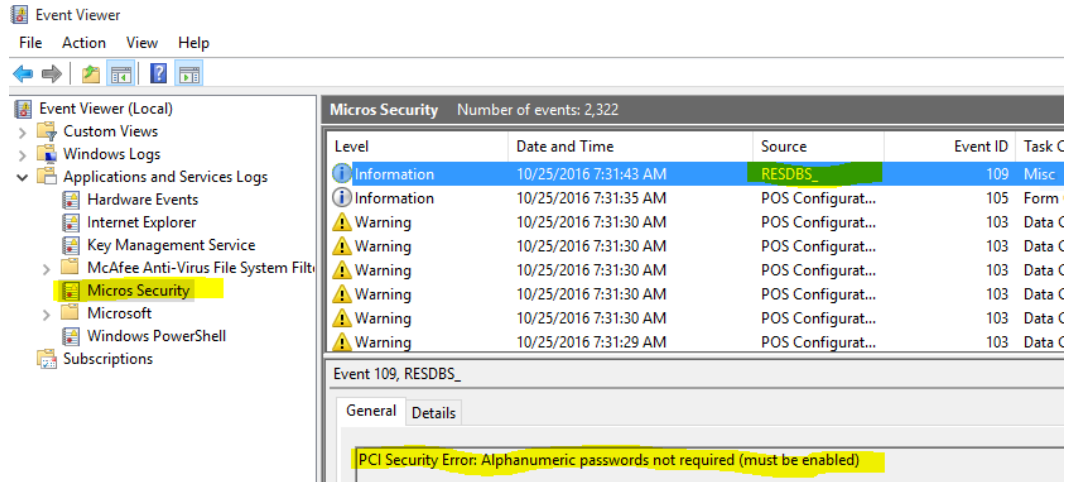 Event Viewer
File Action View Help
Event Viewer (Local)
Custom Views
Windows Logs
Applications and Services Logs
Hardware Events
Internet Explorer
Key Management Service
McAfee Anti-Virus File System Filt
Micros Security
Microsoft
Windows PowerShell
Subscriptions
Micros Security Number of events: 2,322
Level Date and Time Source Event ID Task C
Information 10/25/2016 7:31:43 AM RESDBS_ 109 Misc
Information 10/25/2016 7:31:35 AM POS Configurat... 105 Form
Warning 10/25/2016 7:31:30 AM POS Configurat... 103 Data C
Warning 10/25/2016 7:31:30 AM POS Configurat... 103 Data C
Warning 10/25/2016 7:31:30 AM POS Configurat... 103 Data C
Warning 10/25/2016 7:31:30 AM POS Configurat... 103 Data C
Warning 10/25/2016 7:31:30 AM POS Configurat... 103 Data C
Warning 10/25/2016 7:31:29 AM POS Configurat... 103 Data C
Event 109, RESDBS_
General Details
PCI Security Error: Alphanumeric passwords not required (must be enabled)